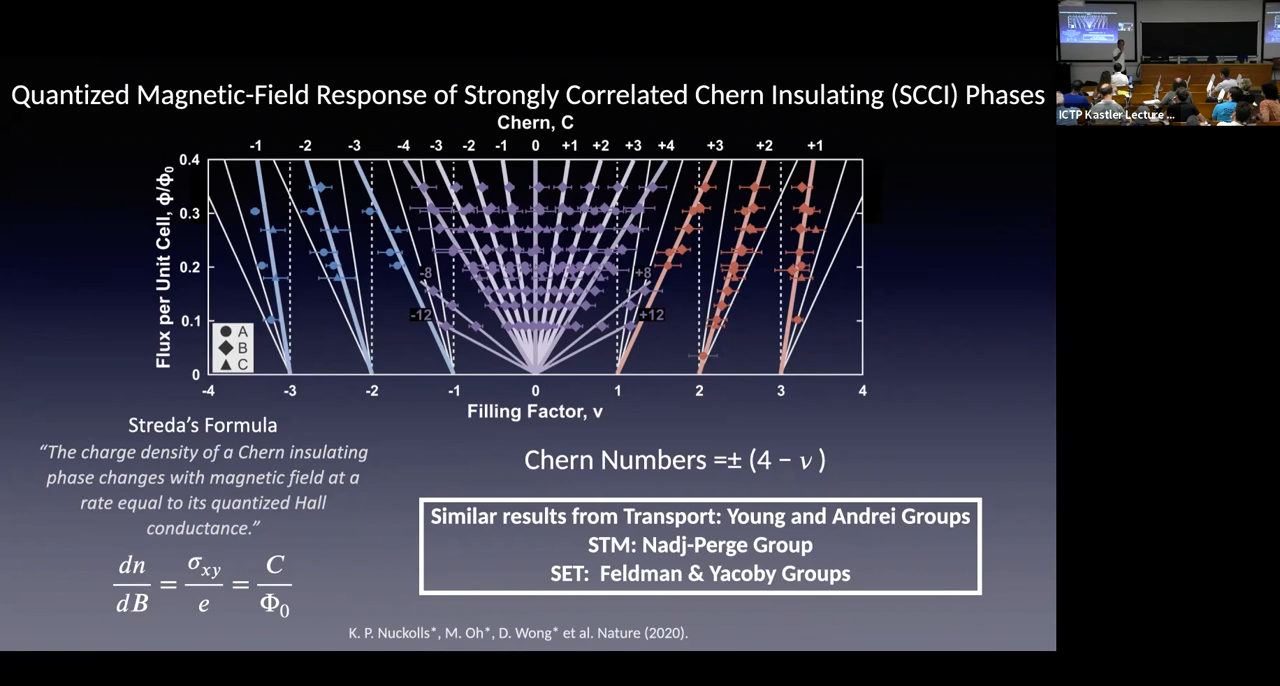 Quantized Magnetic-Field Response of Strongly Correlated Chern Insulating (SCCI) Phases
Chern, C
-1 -2 -3 -4 -3 -2 -1 0 +1 +2 +3 +4 +3 +2 +1
Flux per Unit Cell, ϕ/ϕ₀
0.4
0.3
0.2
0.1
0
-8 +8
-12 +12
A
B
C
-4 -3 -2 -1 0 1 2 3 4
Filling Factor, ν
Streda's Formula
“The charge density of a Chern insulating
phase changes with magnetic field at a
rate equal to its quantized Hall
conductance.”
dn/dB = σxy/e = C/Φ₀
Chern Numbers =± (4 − ν )
Similar results from Transport: Young and Andrei Groups
STM: Nadj-Perge Group
SET: Feldman & Yacoby Groups
K. P. Nuckolls*, M. Oh*, D. Wong* et al. Nature (2020).
ICTP Kastler Lecture ...